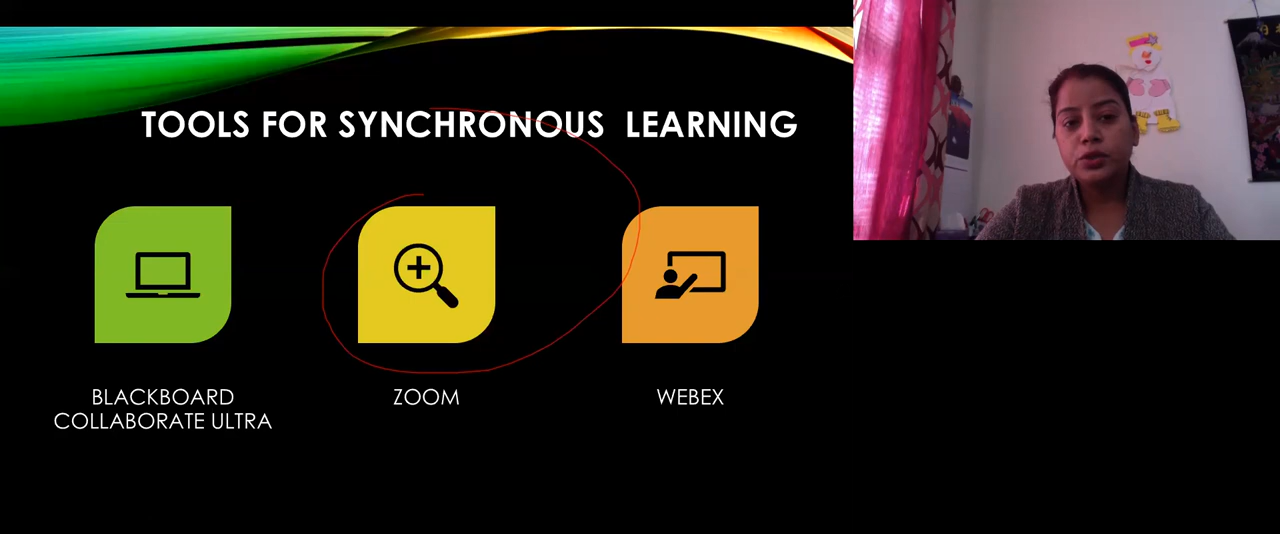 TOOLS FOR SYNCHRONOUS LEARNING
BLACKBOARD
COLLABORATE ULTRA
ZOOM
WEBEX